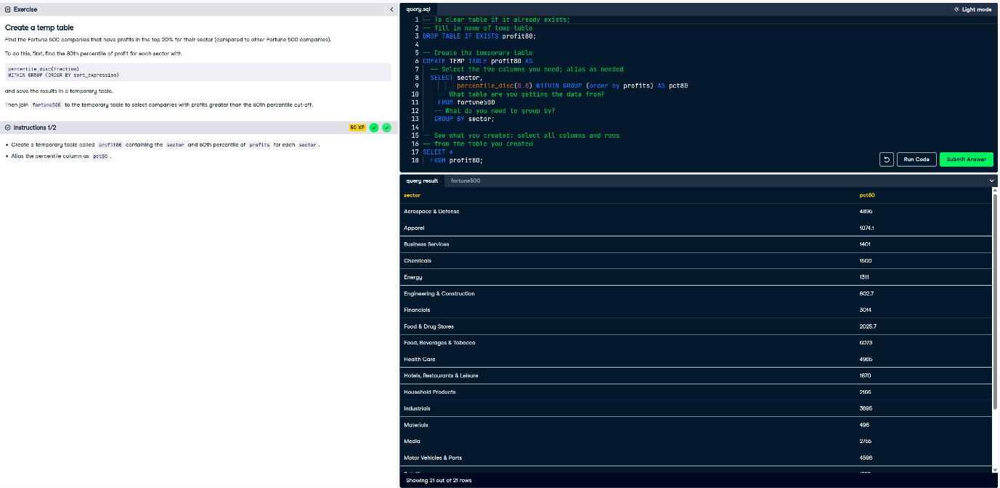 Exercise
Create a temp table
Find the Fortune 500 companies that have profits in the top 20% for their sector (compared to other Fortune 500 companies).
To do this, first, find the 80th percentile of profit for each sector with
percentile_disc(fraction)
WITHIN GROUP (ORDER BY sort_expression)
and save the results in a temporary table.
Then join fortune500 to the temporary table to select companies with profits greater than the 80th percentile cut-off.
Instructions 1/2
50 XP
Create a temporary table called profit80 containing the sector and 80th percentile of profits for each sector.
Alias the percentile column as pct80.
query.sql
Light mode
1 -- To clear table if it already exists;
2 -- fill in name of temp table
3 DROP TABLE IF EXISTS profit80;
4
5 -- Create the temporary table
6 CREATE TEMP TABLE profit80 AS
7 -- Select the two columns you need; alias as needed
8 SELECT sector,
9 percentile_disc(0.8) WITHIN GROUP (order by profits) AS pct80
10 -- What table are you getting the data from?
11 FROM fortune500
12 -- What do you need to group by?
13 GROUP BY sector;
14
15 -- See what you created: select all columns and rows
16 -- from the table you created
17 SELECT *
18 FROM profit80;
Run Code
Submit Answer
query result fortune500
sector pct80
Aerospace & Defense 4895
Apparel 1074.1
Business Services 1401
Chemicals 1500
Energy 1311
Engineering & Construction 602.7
Financials 3014
Food & Drug Stores 2025.7
Food, Beverages & Tobacco 6073
Health Care 4965
Hotels, Restaurants & Leisure 1670
Household Products 2166
Industrials 3695
Materials 496
Media 2755
Motor Vehicles & Parts 4596
Showing 21 out of 21 rows